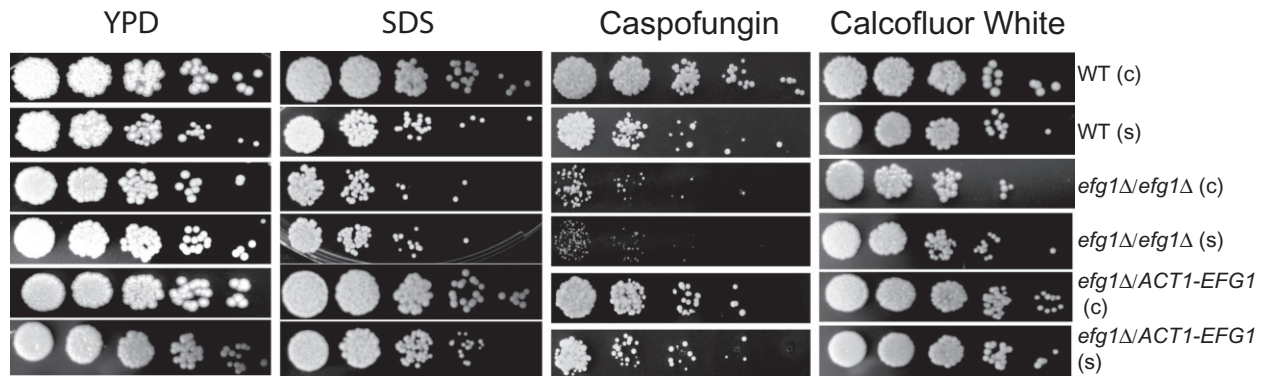 YPD SDS Caspofungin Calcofluor White
WT (c)
WT (s)
efg1Δ/efg1Δ (c)
efg1Δ/efg1Δ (s)
efg1Δ/ACT1-EFG1
(c)
efg1Δ/ACT1-EFG1
(s)